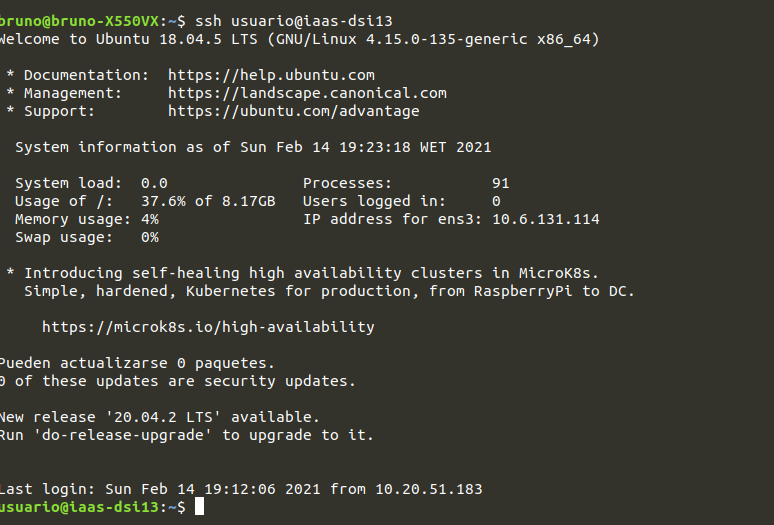 bruno@bruno-X550VX:~$ ssh usuario@iaas-dsi13
Welcome to Ubuntu 18.04.5 LTS (GNU/Linux 4.15.0-135-generic x86_64)
* Documentation: https://help.ubuntu.com
* Management: https://landscape.canonical.com
* Support: https://ubuntu.com/advantage
System information as of Sun Feb 14 19:23:18 WET 2021
System load: 0.0 Processes: 91
Usage of /: 37.6% of 8.17GB Users logged in: 0
Memory usage: 4% IP address for ens3: 10.6.131.114
Swap usage: 0%
* Introducing self-healing high availability clusters in MicroK8s.
Simple, hardened, Kubernetes for production, from RaspberryPi to DC.
https://microk8s.io/high-availability
Pueden actualizarse 0 paquetes.
0 of these updates are security updates.
New release '20.04.2 LTS' available.
Run 'do-release-upgrade' to upgrade to it.
Last login: Sun Feb 14 19:12:06 2021 from 10.20.51.183
usuario@iaas-dsi13:~$